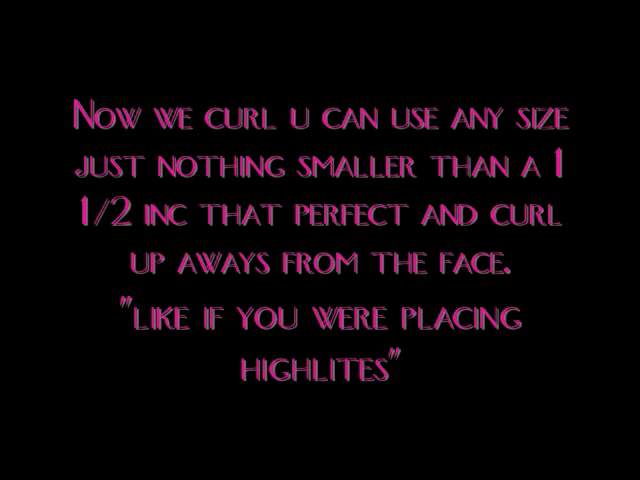 Now we curl u can use any size
just nothing smaller than a 1
1/2 inc that perfect and curl
up aways from the face.
"like if you were placing
highlites"